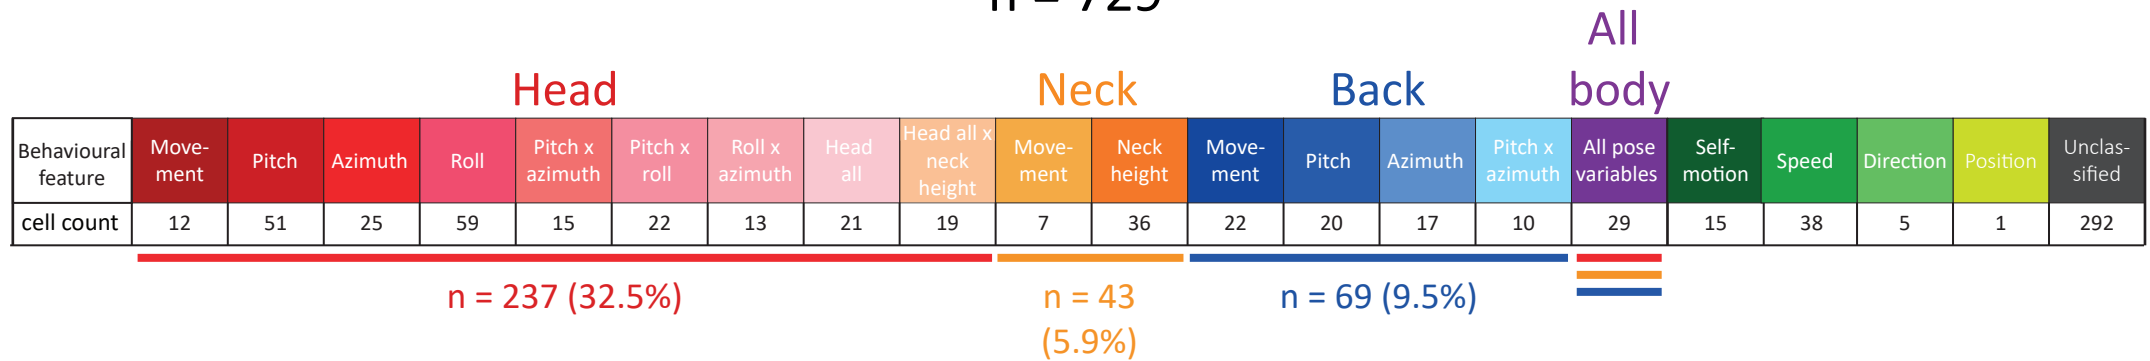 n = 729
All
Head Neck Back body
Behavioural feature Move-ment Pitch Azimuth Roll Pitch x azimuth Pitch x roll Roll x azimuth Head all Head all x neck height Move-ment Neck height Move-ment Pitch Azimuth Pitch x azimuth All pose variables Self-motion Speed Direction Position Unclas-sified
cell count 12 51 25 59 15 22 13 21 19 7 36 22 20 17 10 29 15 38 5 1 292
n = 237 (32.5%) n = 43 n = 69 (9.5%)
(5.9%)